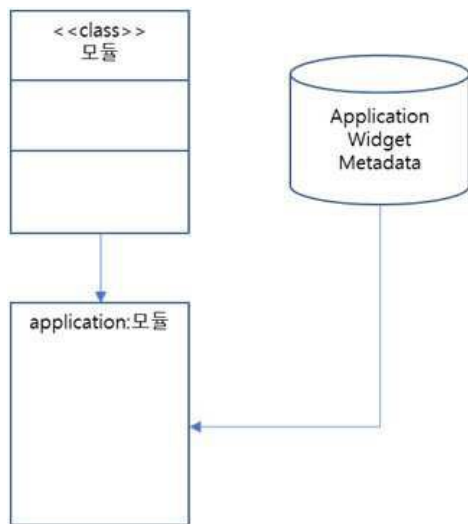 <<class>>
모듈
Application
Widget
Metadata
application:모듈